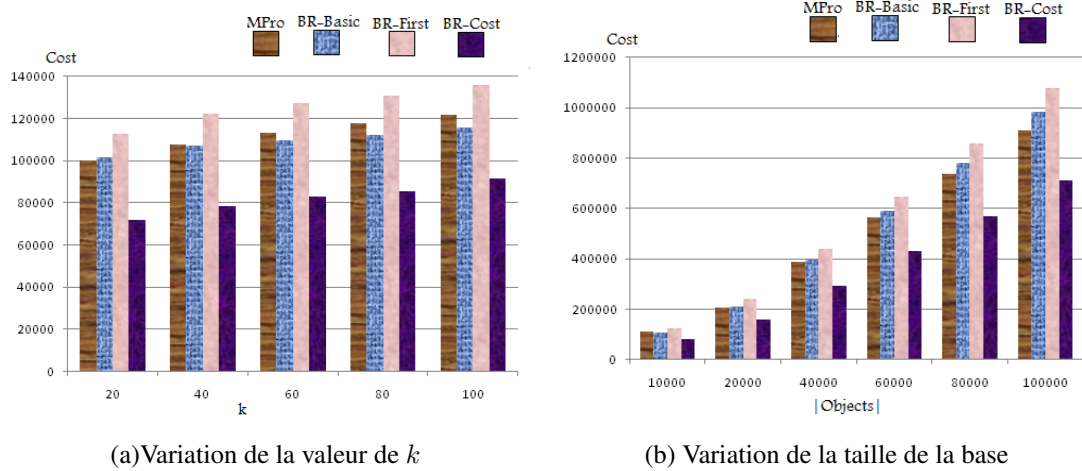 MPro BR-Basic BR-First BR-Cost
Cost
140000
120000
100000
80000
60000
40000
20000
0
20 40 60 80 100
k
(a)Variation de la valeur de k
MPro BR-Basic BR-First BR-Cost
Cost
1200000
1000000
800000
600000
400000
200000
0
10000 20000 40000 60000 80000 100000
|Objects|
(b) Variation de la taille de la base